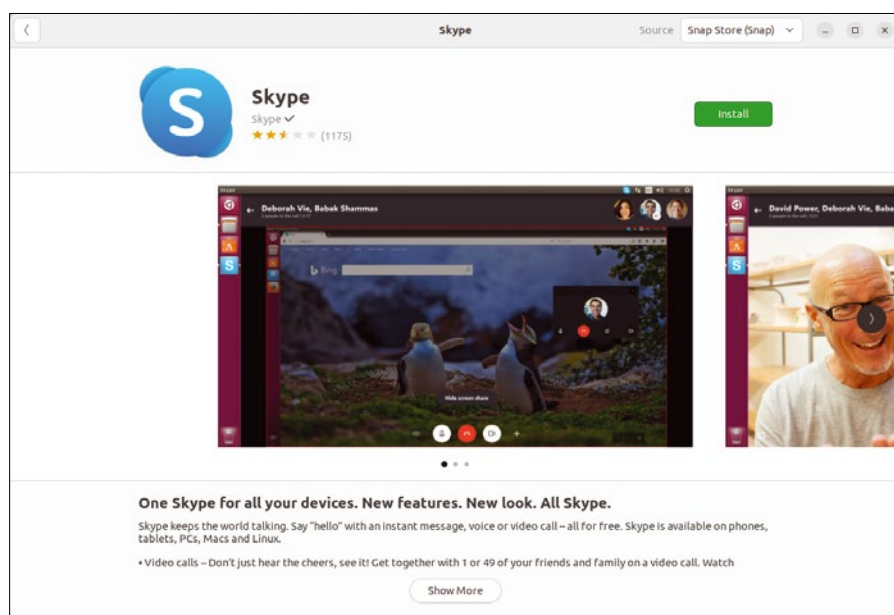 Skype
Source Snap Store (Snap)
S
Skype
Skype
(1175)
Install
Deborah Vie, Babak Shammas
Bing
Hide screen share
David Power, Deborah Vie, Baba
One Skype for all your devices. New features. New look. All Skype.
Skype keeps the world talking. Say “hello” with an instant message, voice or video call – all for free. Skype is available on phones,
tablets, PCs, Macs and Linux.
• Video calls – Don't just hear the cheers, see it! Get together with 1 or 49 of your friends and family on a video call. Watch
Show More